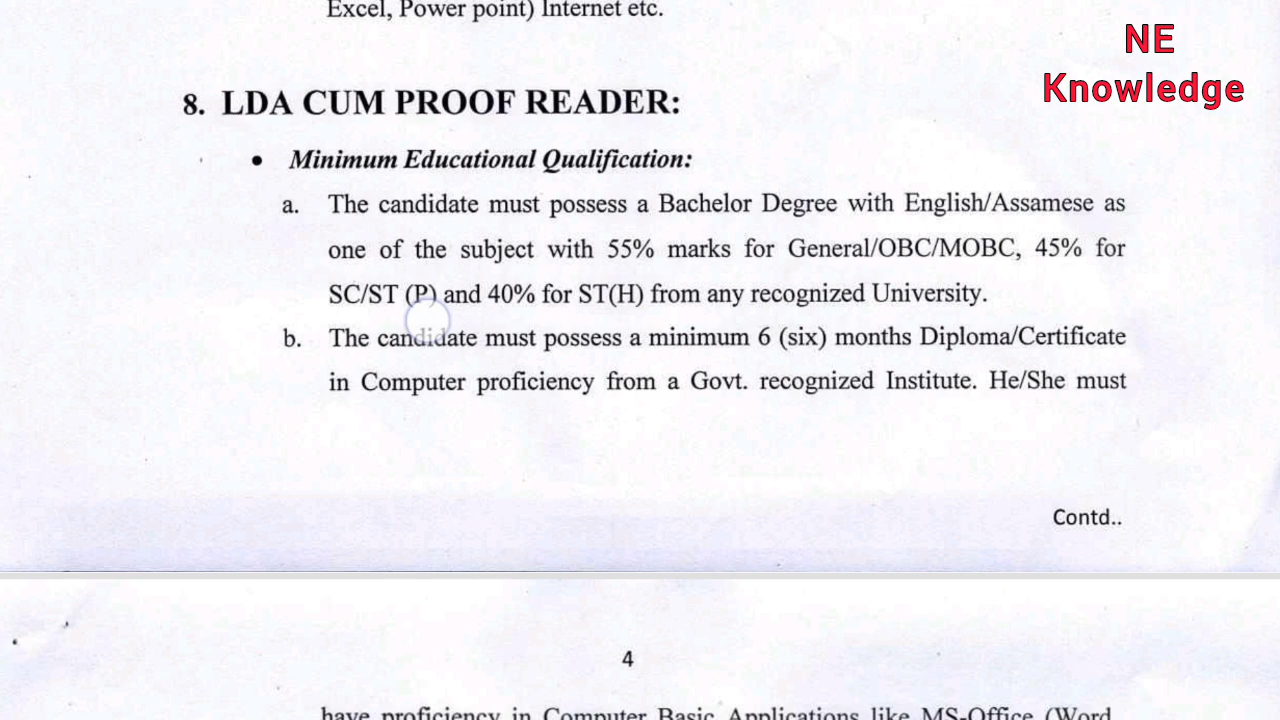 Excel, Power point) Internet etc.
NE
Knowledge
8. LDA CUM PROOF READER:
• Minimum Educational Qualification:
a. The candidate must possess a Bachelor Degree with English/Assamese as
one of the subject with 55% marks for General/OBC/MOBC, 45% for
SC/ST (P) and 40% for ST(H) from any recognized University.
b. The candidate must possess a minimum 6 (six) months Diploma/Certificate
in Computer proficiency from a Govt. recognized Institute. He/She must
Contd..
4
have proficiency in Computer Basic Applications like MS-Office (Word